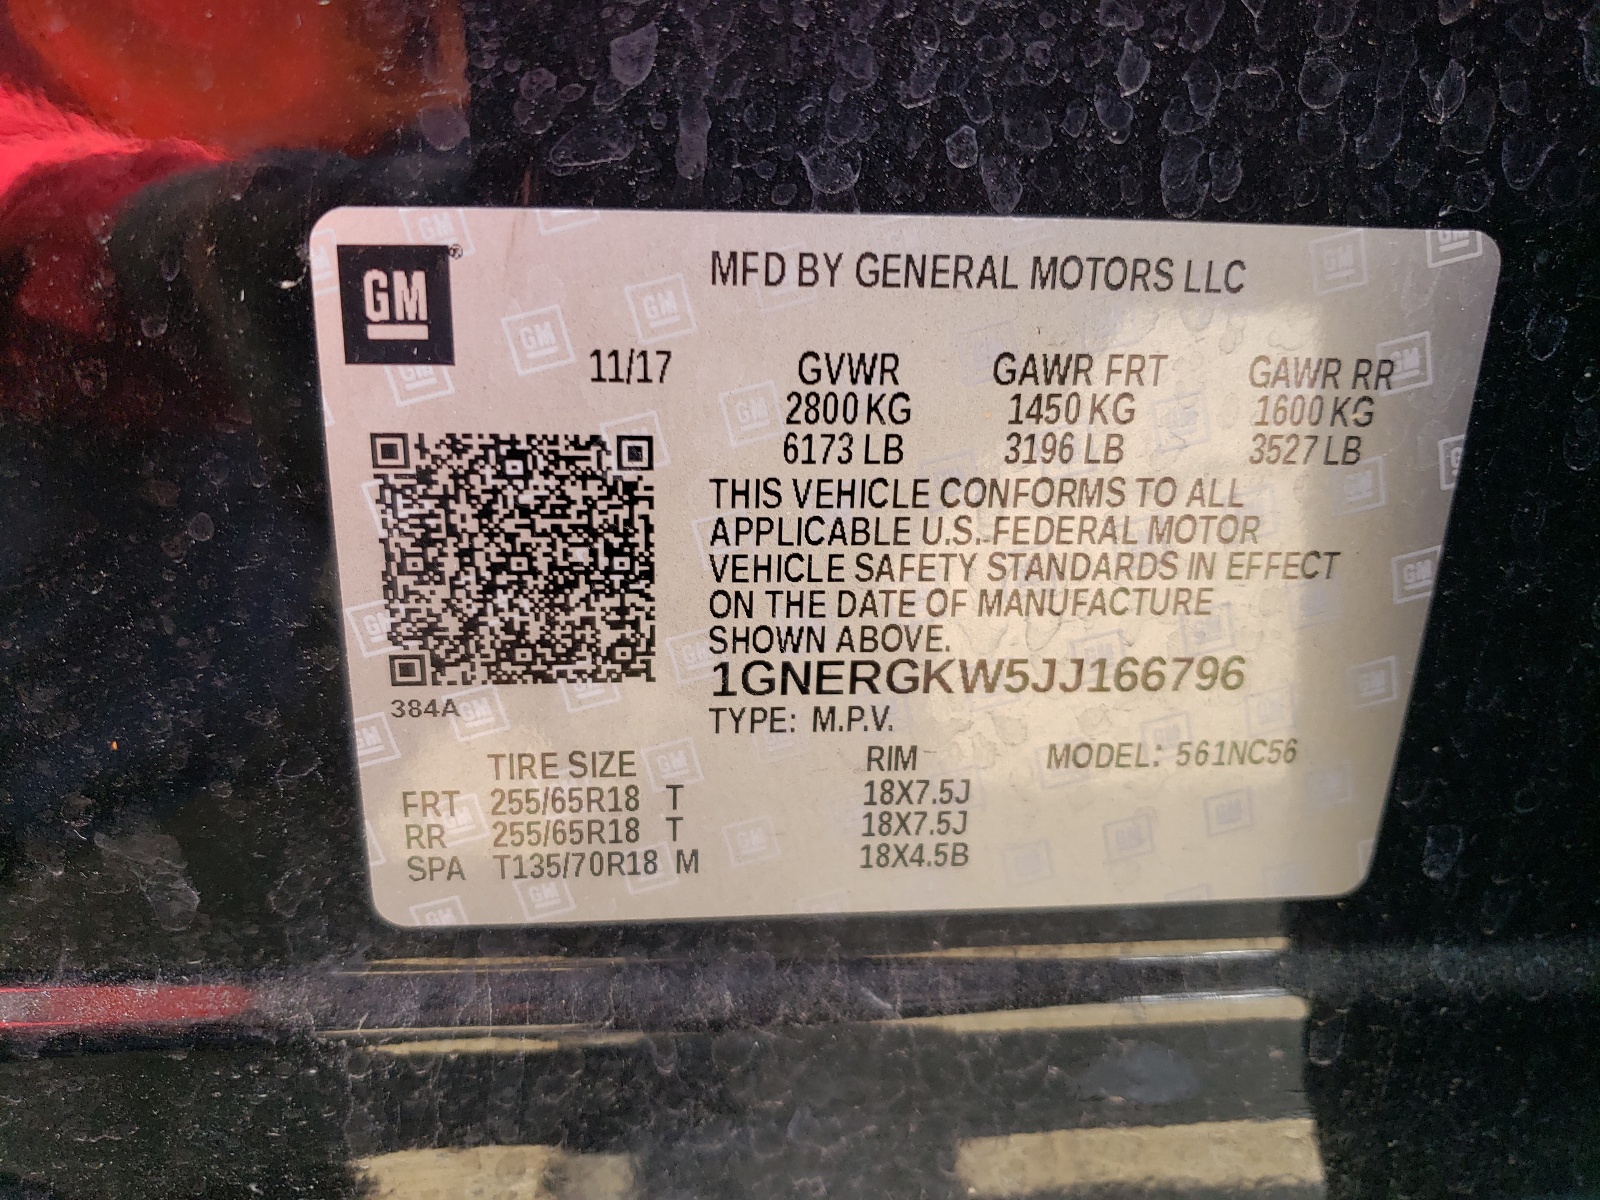 GM®
MFD BY GENERAL MOTORS LLC
11/17 GVWR GAWR FRT GAWR RR
2800 KG 1450 KG 1600 KG
6173 LB 3196 LB 3527 LB
THIS VEHICLE CONFORMS TO ALL
APPLICABLE U.S. FEDERAL MOTOR
VEHICLE SAFETY STANDARDS IN EFFECT
ON THE DATE OF MANUFACTURE
SHOWN ABOVE.
1GNERGKW5JJ166796
384A
TYPE: M.P.V.
TIRE SIZE RIM MODEL: 561NC56
FRT 255/65R18 T 18X7.5J
RR 255/65R18 T 18X7.5J
SPA T135/70R18 M 18X4.5B